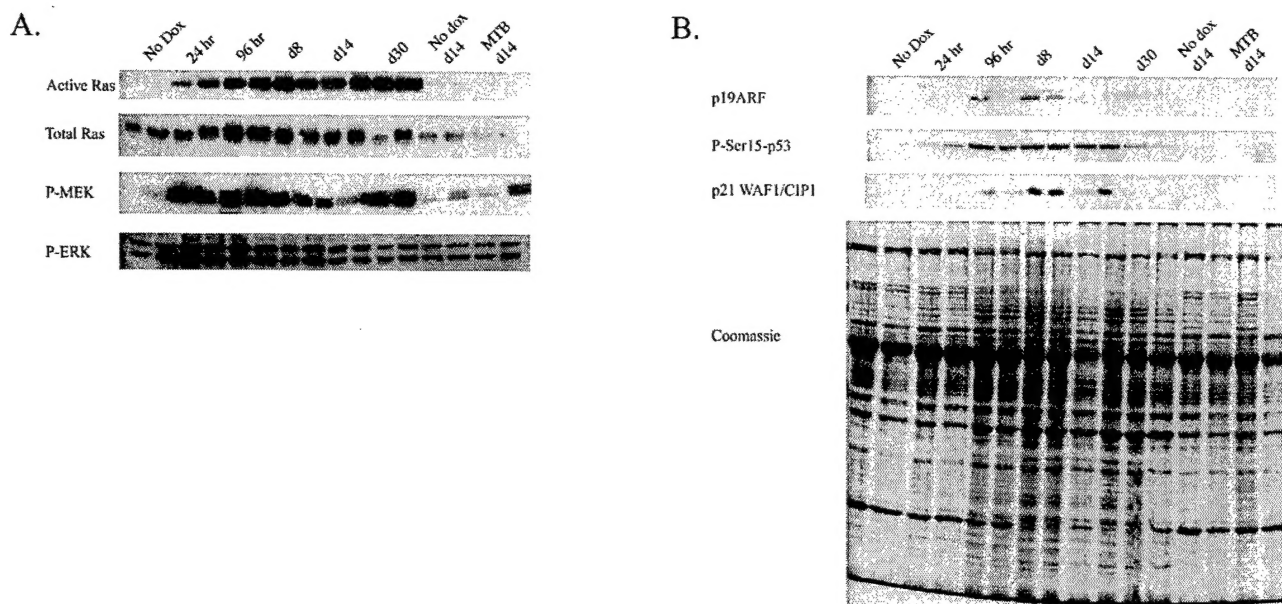 A.
No Dox 24 hr 96 hr d8 d14 d30 No dox d14 MTB d14
Active Ras
Total Ras
P-MEK
P-ERK
B.
No Dox 24 hr 96 hr d8 d14 d30 No dox d14 MTB d14
p19ARF
P-Ser15-p53
p21 WAF1/CIP1
Coomassie